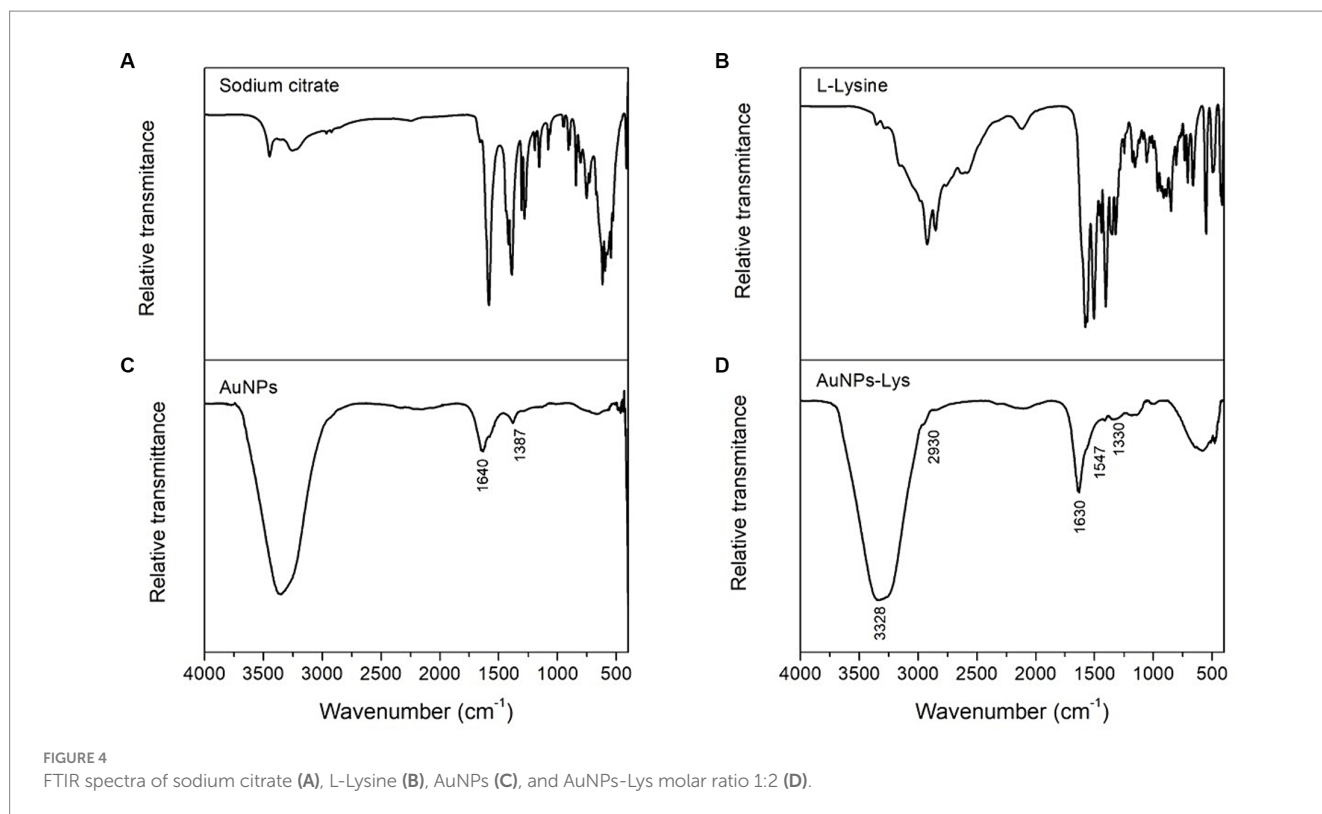 A
Sodium citrate
Relative transmittance
B
L-Lysine
Relative transmitance
C
AuNPs
1640
1387
Relative transmittance
4000 3500 3000 2500 2000 1500 1000 500
Wavenumber (cm-1)
D
AuNPs-Lys
3328
2930
1630
1547
1330
Relative transmitance
4000 3500 3000 2500 2000 1500 1000 500
Wavenumber (cm-1)
FIGURE 4
FTIR spectra of sodium citrate (A), L-Lysine (B), AuNPs (C), and AuNPs-Lys molar ratio 1:2 (D).